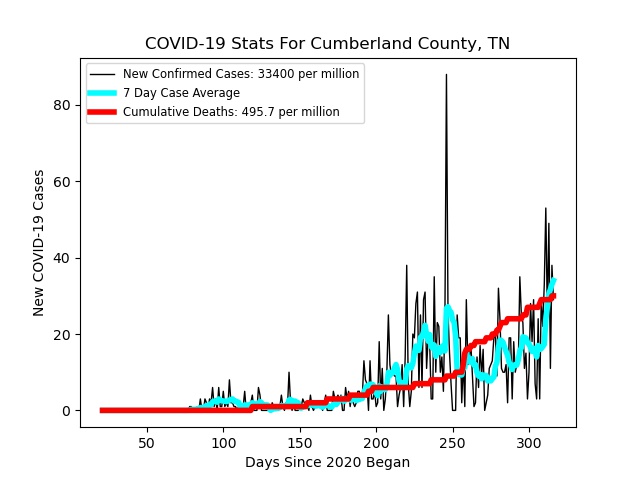 COVID-19 Stats For Cumberland County, TN
New Confirmed Cases: 33400 per million
7 Day Case Average
Cumulative Deaths: 495.7 per million
New COVID-19 Cases
80
60
40
20
0
50 100 150 200 250 300
Days Since 2020 Began